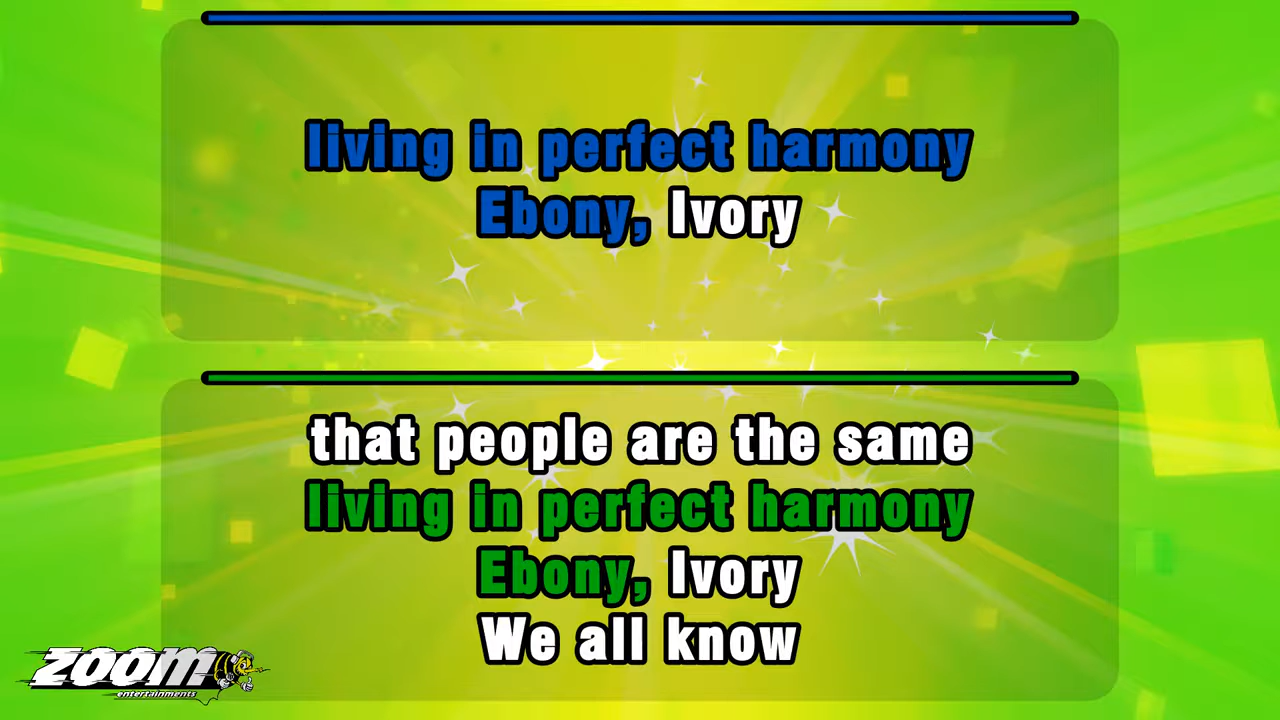 living in perfect harmony
Ebony, Ivory
that people are the same
living in perfect harmony
Ebony, Ivory
We all know
ZOOM
entertainments